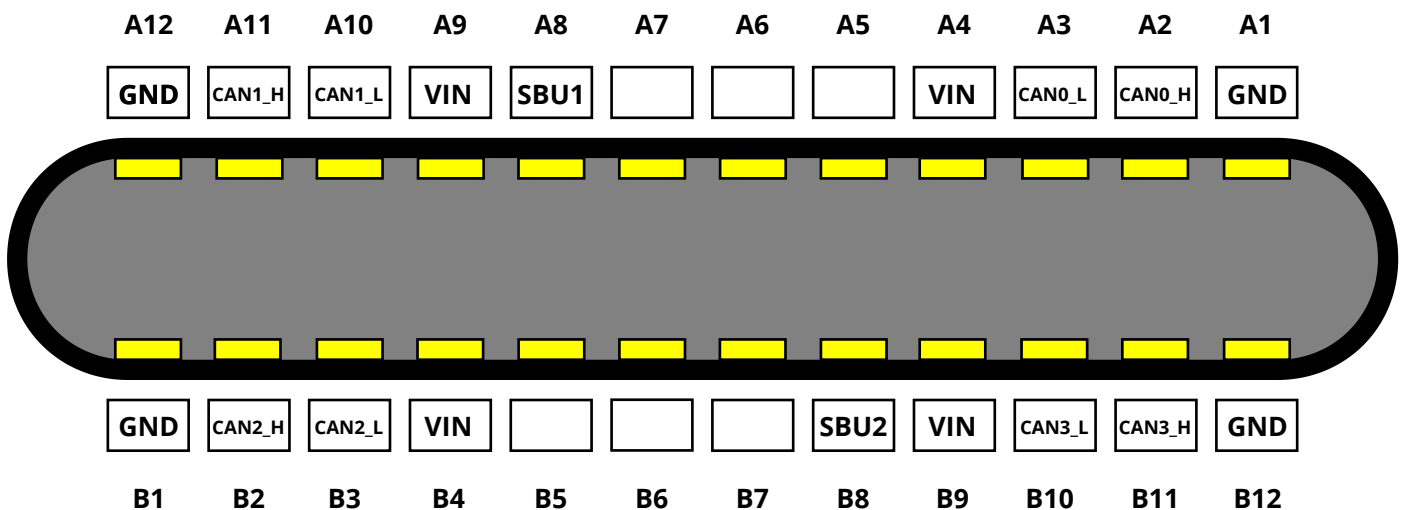 A12 A11 A10 A9 A8 A7 A6 A5 A4 A3 A2 A1
GND CAN1_H CAN1_L VIN SBU1 VIN CAN0_L CAN0_H GND
GND CAN2_H CAN2_L VIN SBU2 VIN CAN3_L CAN3_H GND
B1 B2 B3 B4 B5 B6 B7 B8 B9 B10 B11 B12